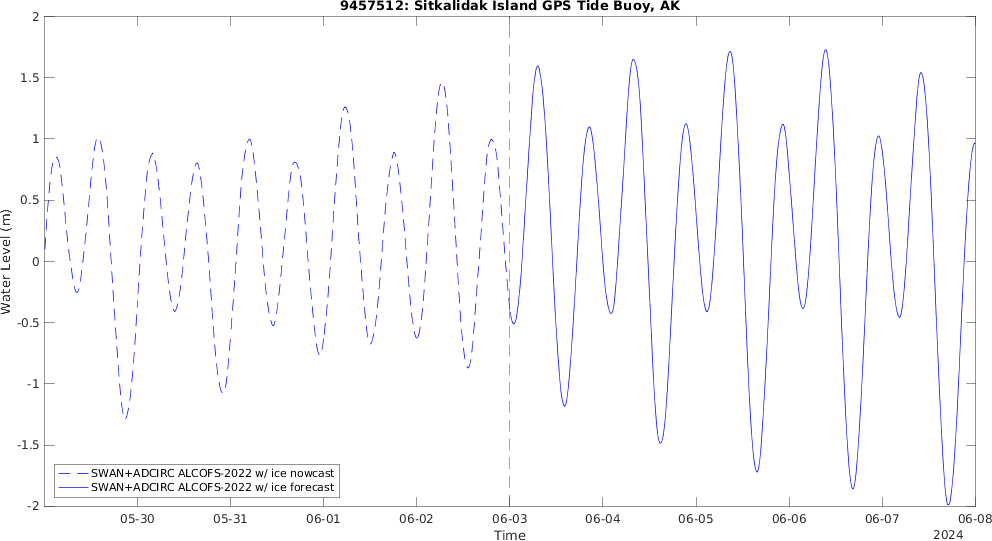 9457512: Sitkalidak Island GPS Tide Buoy, AK
2
1.5
1
0.5
0
-0.5
-1
-1.5
-2
Water Level (m)
SWAN+ADCIRC ALCOFS-2022 w/ ice nowcast
SWAN+ADCIRC ALCOFS-2022 w/ ice forecast
05-30 05-31 06-01 06-02 06-03 06-04 06-05 06-06 06-07 06-08
Time
2024